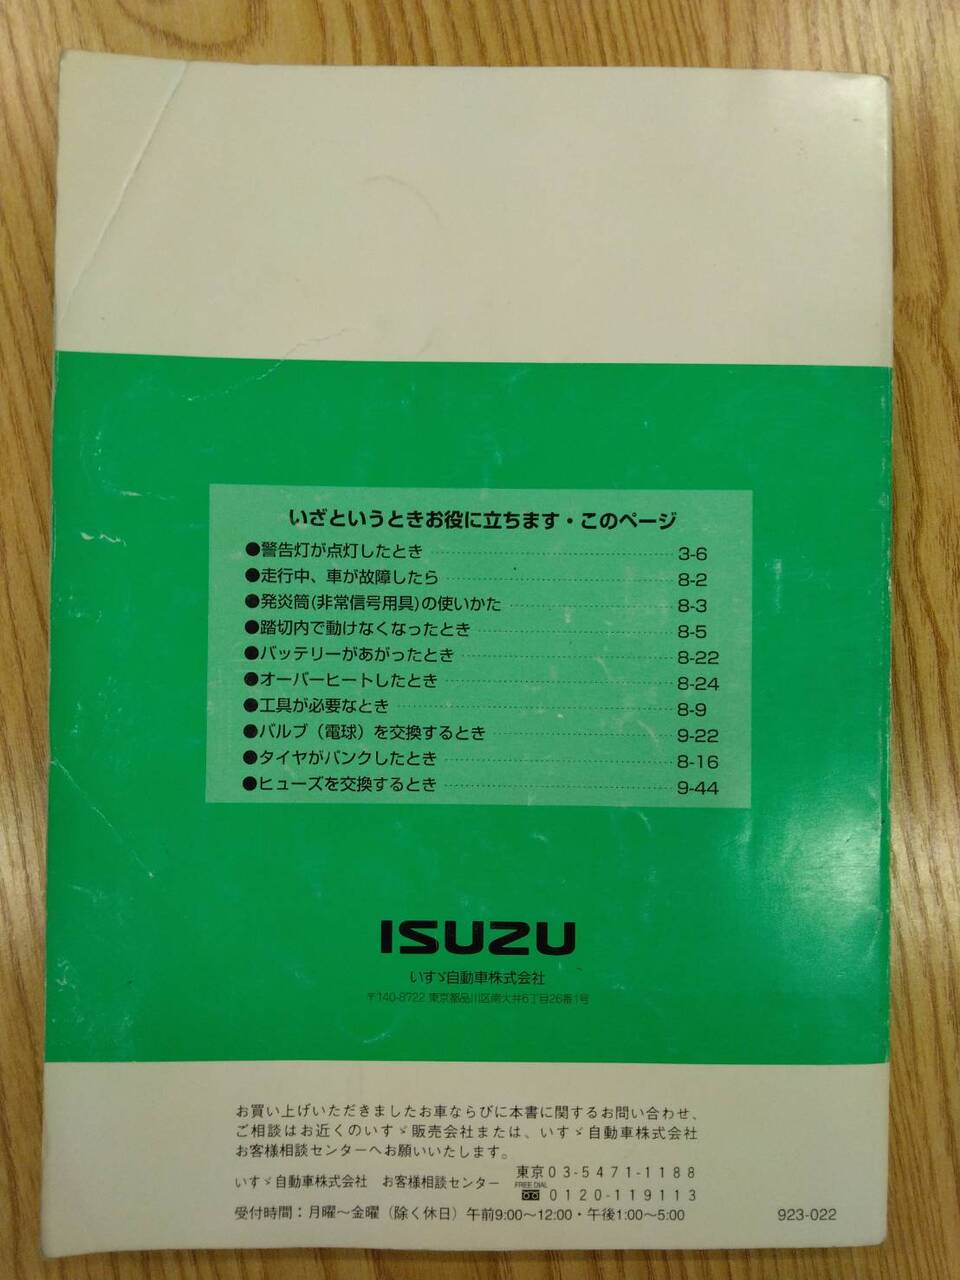 いざというときお役に立ちます・このページ
●警告灯が点灯したとき 3-6
●走行中、車が故障したら 8-2
●発炎筒(非常信号用具)の使いかた 8-3
●踏切内で動けなくなったとき 8-5
●バッテリーがあがったとき 8-22
●オーバーヒートしたとき 8-24
●工具が必要なとき 8-9
●バルブ（電球）を交換するとき 9-22
●タイヤがパンクしたとき 8-16
●ヒューズを交換するとき 9-44
ISUZU
いすゞ自動車株式会社
〒140-8722 東京都品川区南大井6丁目26番1号
お買い上げいただきましたお車ならびに本書に関するお問い合わせ、
ご相談はお近くのいすゞ販売会社または、いすゞ自動車株式会社
お客様相談センターへお願いいたします。
いすゞ自動車株式会社 お客様相談センター 東京03-5471-1188
FREE DIAL 0120-119113
受付時間：月曜〜金曜（除く休日）午前9:00〜12:00・午後1:00〜5:00
923-022